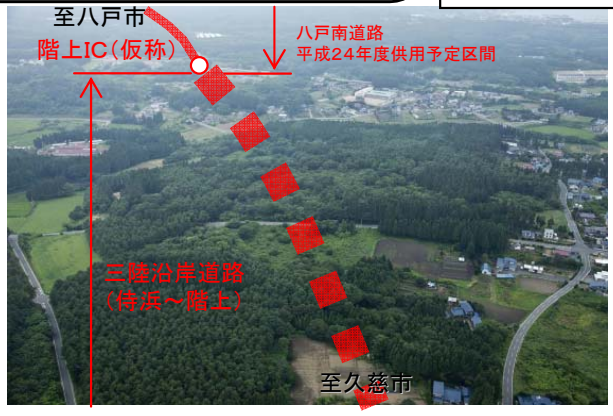 至八戸市
階上IC(仮称)
八戸南道路
平成24年度供用予定区間
三陸沿岸道路
(侍浜～階上)
至久慈市